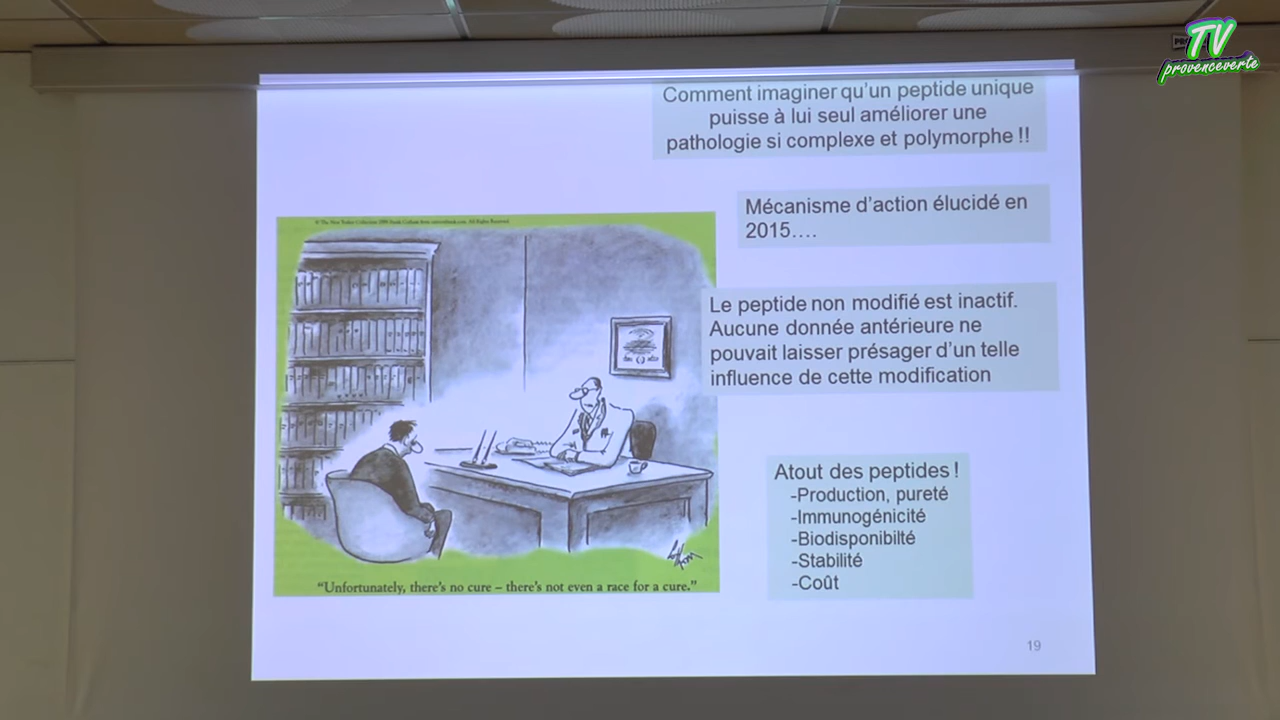 TV
provenceverte
Comment imaginer qu'un peptide unique
puisse à lui seul améliorer une
pathologie si complexe et polymorphe !!
Mécanisme d'action élucidé en
2015….
Le peptide non modifié est inactif.
Aucune donnée antérieure ne
pouvait laisser présager d'un telle
influence de cette modification
Atout des peptides !
-Production, pureté
-Immunogénicité
-Biodisponibilté
-Stabilité
-Coût
"Unfortunately, there's no cure – there's not even a race for a cure."
19